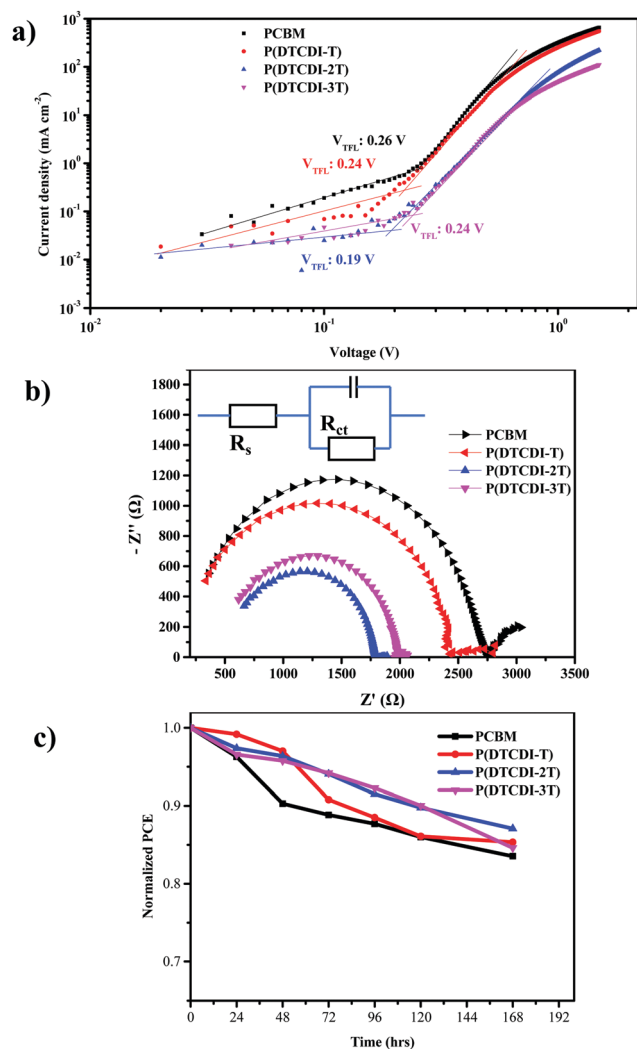 a)
PCBM
P(DTCDI-T)
P(DTCDI-2T)
P(DTCDI-3T)
V_TFL: 0.26 V
V_TFL: 0.24 V
V_TFL: 0.24 V
V_TFL: 0.19 V
Current density (mA cm⁻²)
10³
10²
10¹
10⁰
10⁻¹
10⁻²
10⁻³
10⁻² 10⁻¹ 10⁰
Voltage (V)
b)
R_s
R_ct
PCBM
P(DTCDI-T)
P(DTCDI-2T)
P(DTCDI-3T)
- Z'' (Ω)
1800
1600
1400
1200
1000
800
600
400
200
0
500 1000 1500 2000 2500 3000 3500
Z' (Ω)
c)
PCBM
P(DTCDI-T)
P(DTCDI-2T)
P(DTCDI-3T)
Normalized PCE
1.0
0.9
0.8
0.7
0 24 48 72 96 120 144 168 192
Time (hrs)